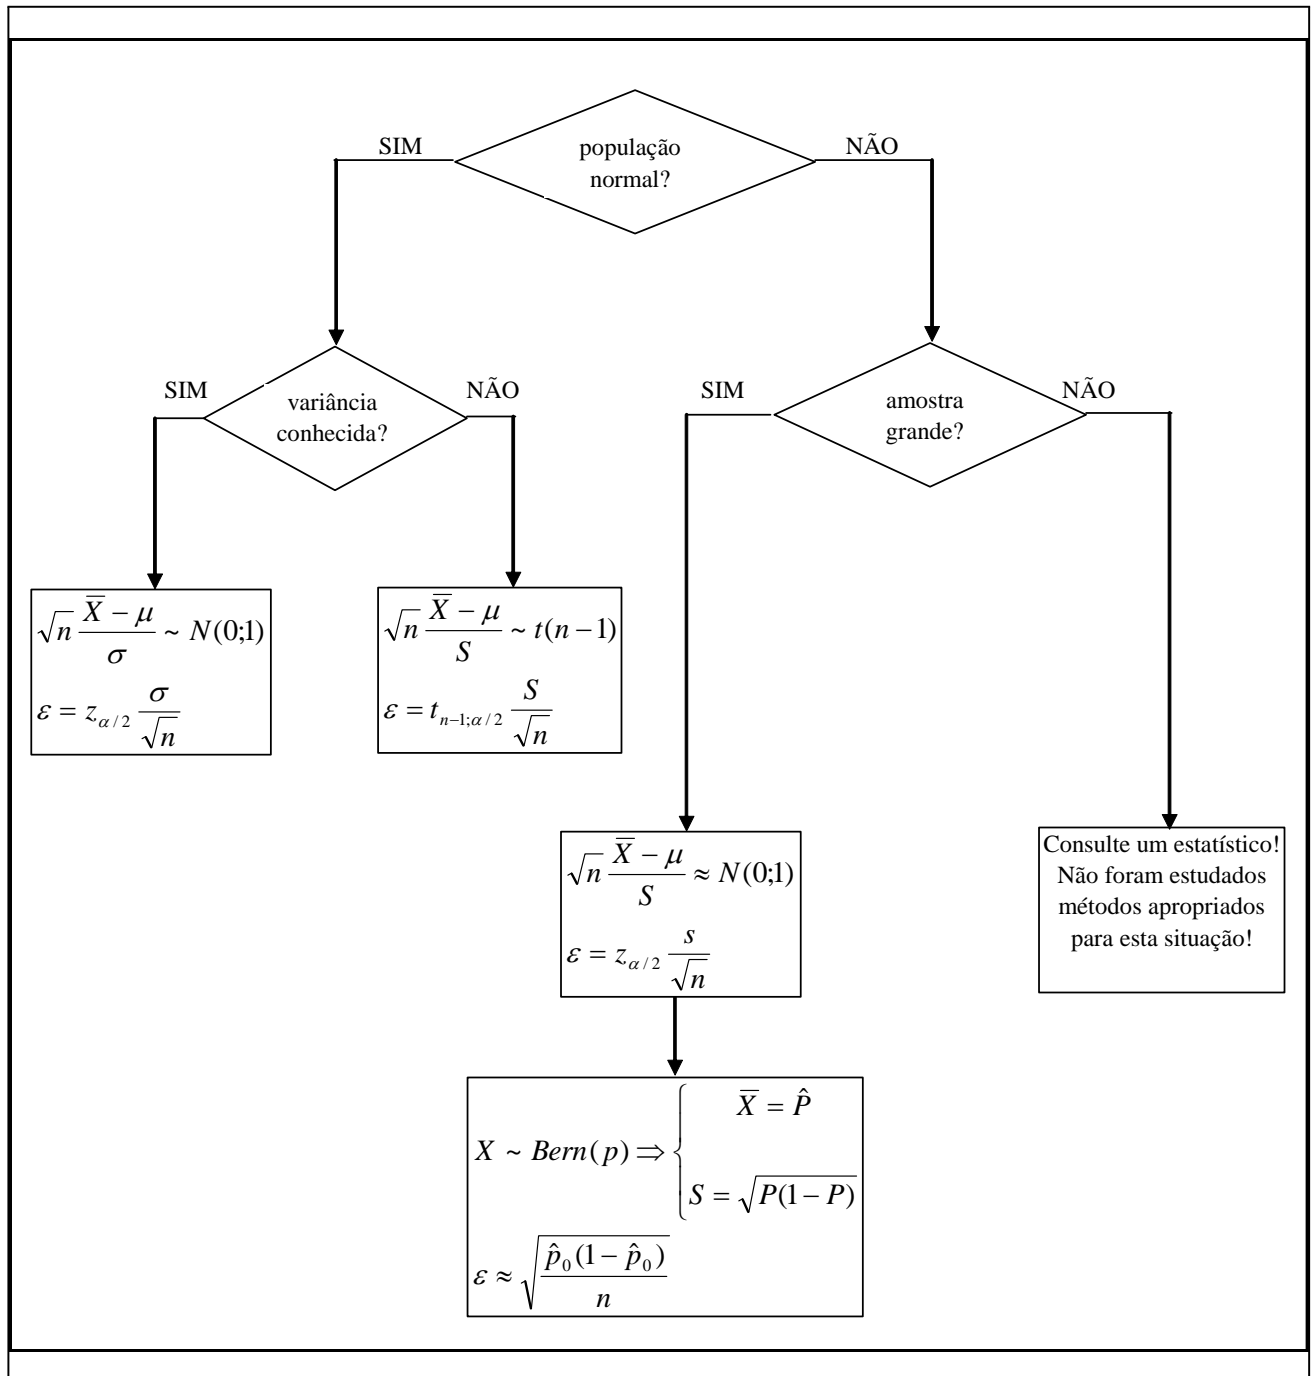 população
normal?
SIM
NÃO
variância
conhecida?
SIM
NÃO
amostra
grande?
SIM
NÃO
√n (X̅ − μ)/σ ~ N(0;1)
ε = z_{α/2} σ/√n
√n (X̅ − μ)/S ~ t(n − 1)
ε = t_{n−1;α/2} S/√n
√n (X̅ − μ)/S ≈ N(0;1)
ε = z_{α/2} s/√n
Consulte um estatístico!
Não foram estudados
métodos apropriados
para esta situação!
X̅ = P̂
X ~ Bern(p) ⇒ {
S = √(P(1 − P))
ε ≈ √(p̂₀(1 − p̂₀)/n)